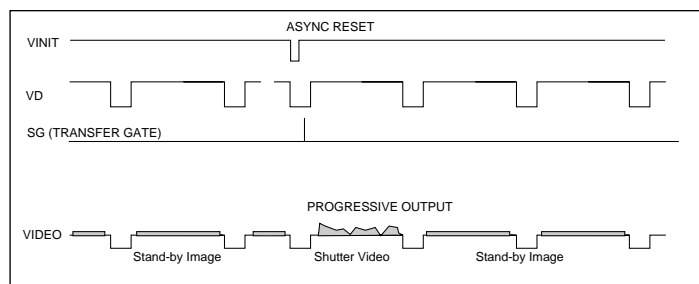 ASYNC RESET
VINIT
VD
SG (TRANSFER GATE)
PROGRESSIVE OUTPUT
VIDEO
Stand-by Image
Shutter Video
Stand-by Image